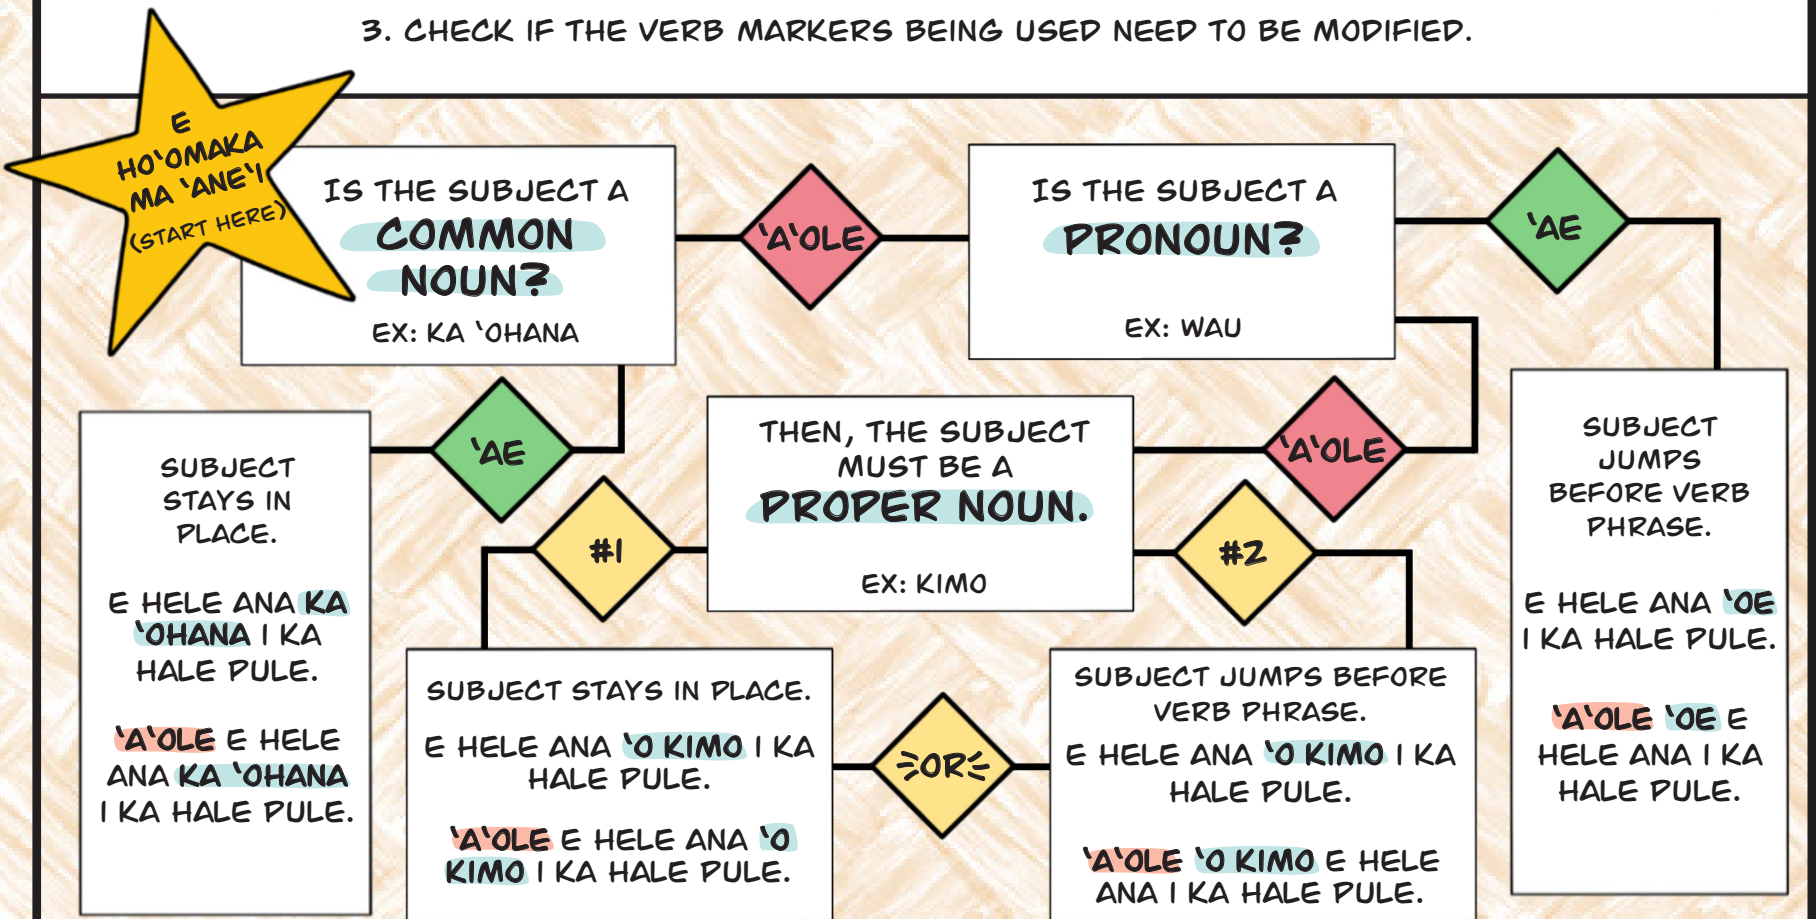 3. CHECK IF THE VERB MARKERS BEING USED NEED TO BE MODIFIED.
E
HOʻOMAKA
MA ʻANEʻI
(START HERE)
IS THE SUBJECT A
COMMON
NOUN?
EX: KA ʻOHANA
ʻAʻOLE
IS THE SUBJECT A
PRONOUN?
EX: WAU
ʻAE
ʻAE
SUBJECT
STAYS IN
PLACE.
E HELE ANA KA
ʻOHANA I KA
HALE PULE.
ʻAʻOLE E HELE
ANA KA ʻOHANA
I KA HALE PULE.
THEN, THE SUBJECT
MUST BE A
PROPER NOUN.
EX: KIMO
ʻAʻOLE
SUBJECT
JUMPS
BEFORE VERB
PHRASE.
E HELE ANA ʻOE
I KA HALE PULE.
ʻAʻOLE ʻOE E
HELE ANA I KA
HALE PULE.
#1
#2
SUBJECT STAYS IN PLACE.
E HELE ANA ʻO KIMO I KA
HALE PULE.
ʻAʻOLE E HELE ANA ʻO
KIMO I KA HALE PULE.
OR
SUBJECT JUMPS BEFORE
VERB PHRASE.
E HELE ANA ʻO KIMO I KA
HALE PULE.
ʻAʻOLE ʻO KIMO E HELE
ANA I KA HALE PULE.